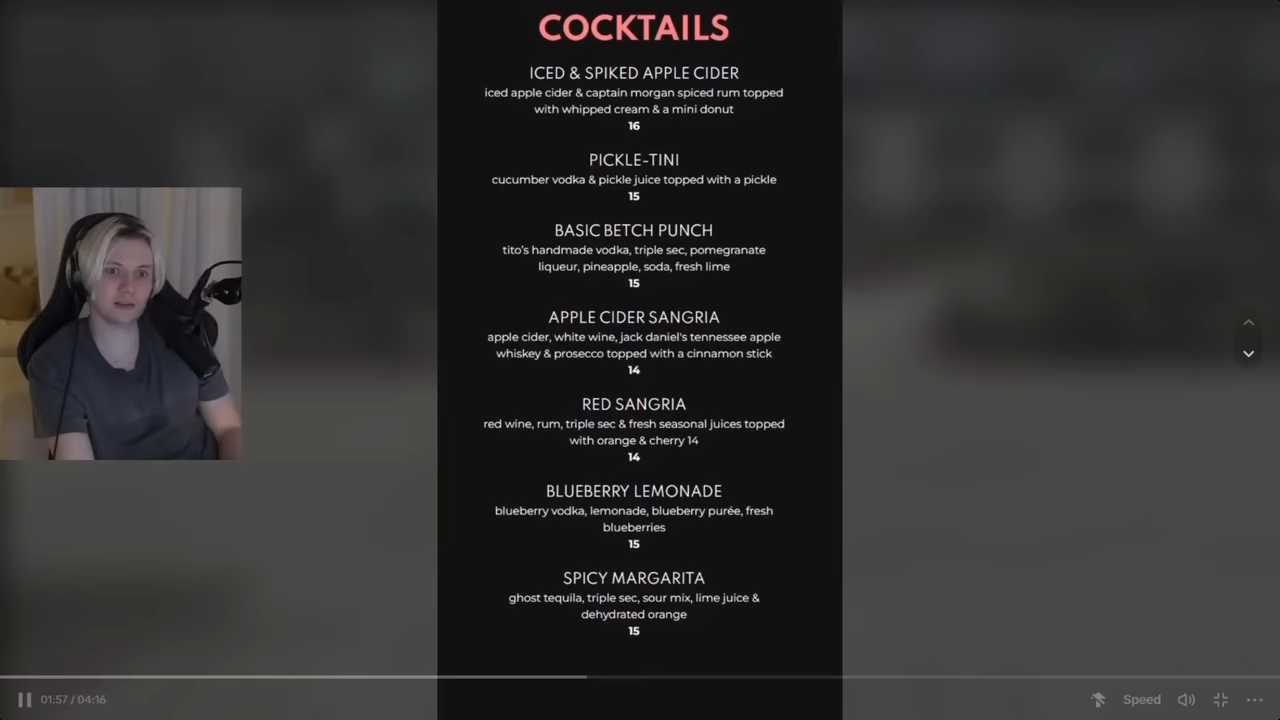 COCKTAILS
ICED & SPIKED APPLE CIDER
iced apple cider & captain morgan spiced rum topped
with whipped cream & a mini donut
16
PICKLE-TINI
cucumber vodka & pickle juice topped with a pickle
15
BASIC BETCH PUNCH
tito's handmade vodka, triple sec, pomegranate
liqueur, pineapple, soda, fresh lime
15
APPLE CIDER SANGRIA
apple cider, white wine, jack daniel's tennessee apple
whiskey & prosecco topped with a cinnamon stick
14
RED SANGRIA
red wine, rum, triple sec & fresh seasonal juices topped
with orange & cherry 14
14
BLUEBERRY LEMONADE
blueberry vodka, lemonade, blueberry purée, fresh
blueberries
15
SPICY MARGARITA
ghost tequila, triple sec, sour mix, lime juice &
dehydrated orange
15
01:57 / 04:16
Speed